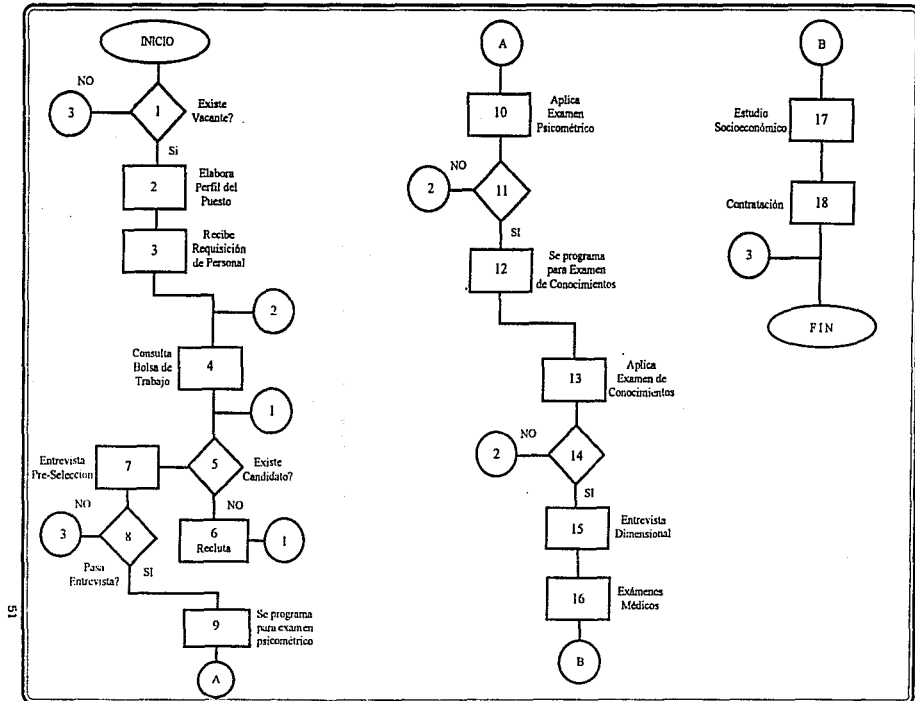 INICIO
NO
3
1
Existe
Vacante?
Si
2
Elabora
Perfil del
Puesto
3
Recibe
Requisición
de Personal
2
Consulta
Bolsa de
Trabajo
4
1
Entrevista
Pre-Seleccion
7
5
Existe
Candidato?
NO
3
8
NO
6
Recluta
1
Pasa
Entrevista?
SI
9
Se programa
para examen
psicométrico
A
A
10
Aplica
Examen
Psicométrico
NO
2
11
SI
12
Se programa
para Examen
de Conocimientos
13
Aplica
Examen de
Conocimientos
NO
2
14
SI
15
Entrevista
Dimensional
16
Exámenes
Médicos
B
B
Estudio
Socioeconómico
17
Contratación
18
3
FIN
51